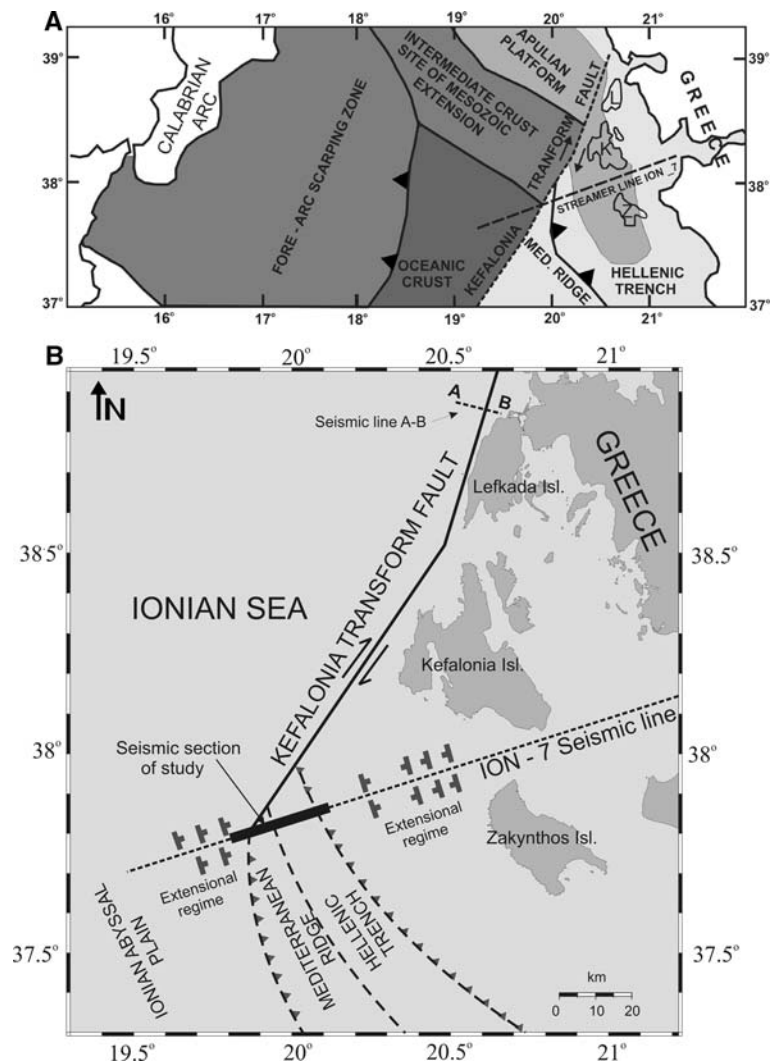 A
16° 17° 18° 19° 20° 21°
39° 39°
38° 38°
37° 37°
16° 17° 18° 19° 20° 21°
CALABRIAN
ARC
FORE - ARC SCARPING ZONE
INTERMEDIATE CRUST
SITE OF MESOZOIC
EXTENSION
APULIAN
PLATFORM
OCEANIC
CRUST
KEFALONIA TRANFORM FAULT
K
Z
STREAMER LINE ION_7
MED. RIDGE
HELLENIC
TRENCH
GREECE
B
19.5° 20° 20.5° 21°
N
A B
Seismic line A-B
Lefkada Isl.
GREECE
38.5° 38.5°
KEFALONIA TRANSFORM FAULT
IONIAN SEA
Kefalonia Isl.
Seismic section
of study
38° 38°
ION - 7 Seismic line
Extensional
regime
Zakynthos Isl.
Extensional
regime
IONIAN ABYSSAL
PLAIN
MEDITERRANEAN
RIDGE
HELLENIC
TRENCH
37.5° 37.5°
km
0 10 20
19.5° 20° 20.5° 21°